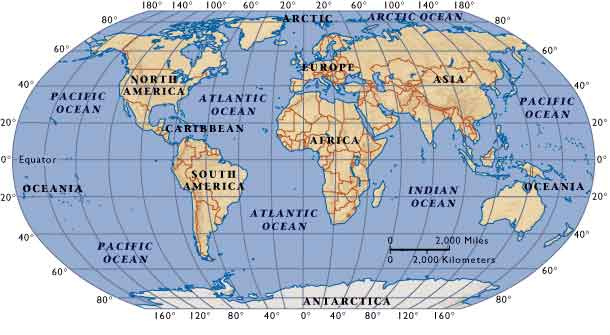 180° 140° 100° 60° 20° 0° 20° 60° 100° 140° 180°
80° ARCTIC ARCTIC OCEAN 80°
60° 60°
EUROPE
NORTH
AMERICA
ASIA
40° 40°
PACIFIC
OCEAN
ATLANTIC
OCEAN
PACIFIC
OCEAN
20° 20°
CARIBBEAN
AFRICA
Equator 0° 0°
SOUTH
AMERICA
OCEANIA
INDIAN
OCEAN
OCEANIA
20° 20°
ATLANTIC
OCEAN
40° 40°
PACIFIC
OCEAN
0 2,000 Miles
0 2,000 Kilometers
60° 60°
80° ANTARCTICA 80°
160° 120° 80° 40° 0° 40° 80° 120° 160°